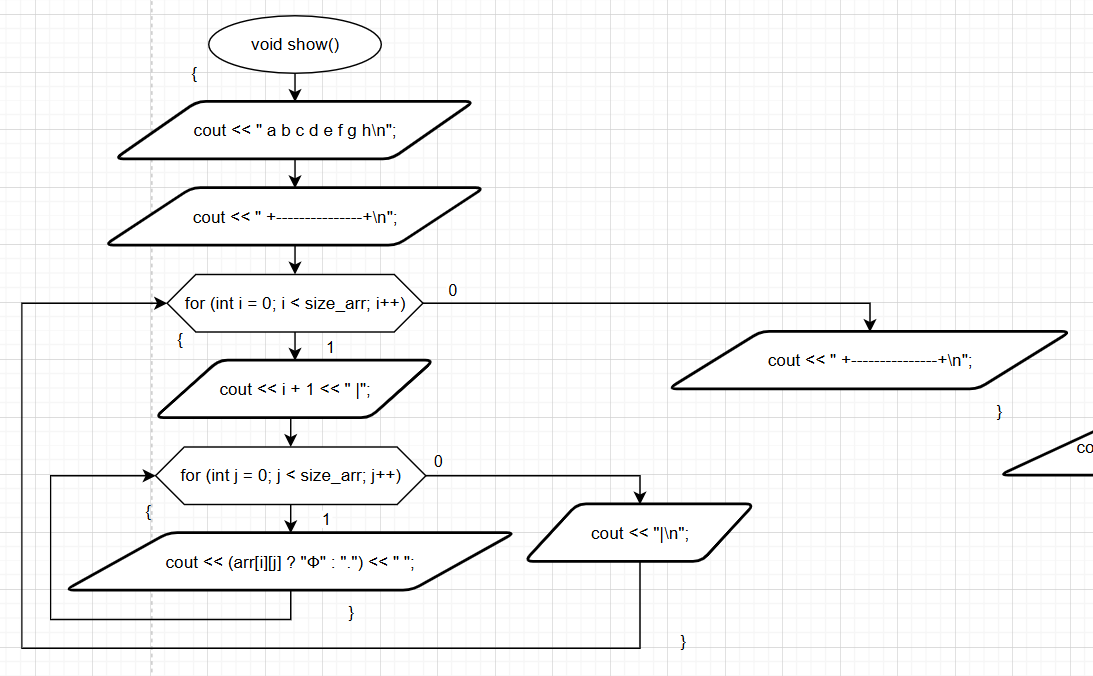 void show()
{
cout << " a b c d e f g h\n";
cout << " +---------------+\n";
for (int i = 0; i < size_arr; i++)
0
{
1
cout << i + 1 << " |";
cout << " +---------------+\n";
}
for (int j = 0; j < size_arr; j++)
0
co
{
1
cout << "|\n";
cout << (arr[i][j] ? "Ф" : ".") << " ";
}
}